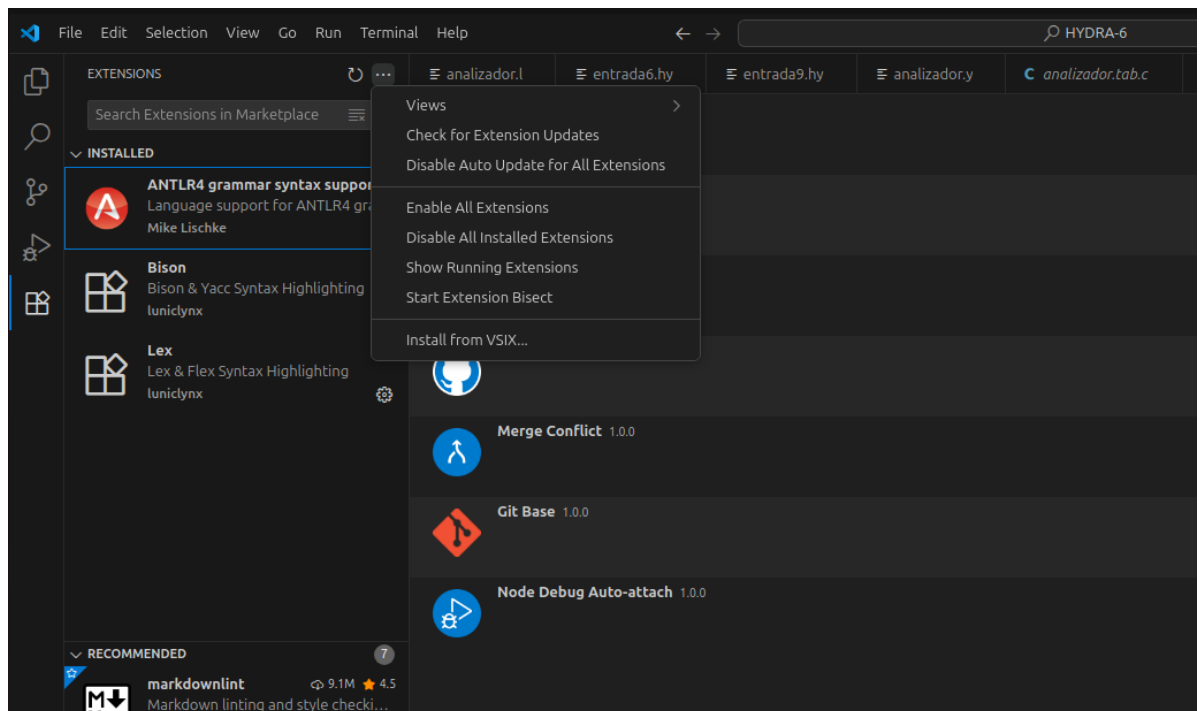 File Edit Selection View Go Run Terminal Help
HYDRA-6
EXTENSIONS
analizador.l
entrada6.hy
entrada9.hy
analizador.y
C analizador.tab.c
Search Extensions in Marketplace
INSTALLED
ANTLR4 grammar syntax suppor
Language support for ANTLR4 gra
Mike Lischke
Bison
Bison & Yacc Syntax Highlighting
luniclynx
Lex
Lex & Flex Syntax Highlighting
luniclynx
Views
Check for Extension Updates
Disable Auto Update for All Extensions
Enable All Extensions
Disable All Installed Extensions
Show Running Extensions
Start Extension Bisect
Install from VSIX...
Merge Conflict 1.0.0
Git Base 1.0.0
Node Debug Auto-attach 1.0.0
RECOMMENDED
7
markdownlint 9.1M 4.5
Markdown linting and style checki...